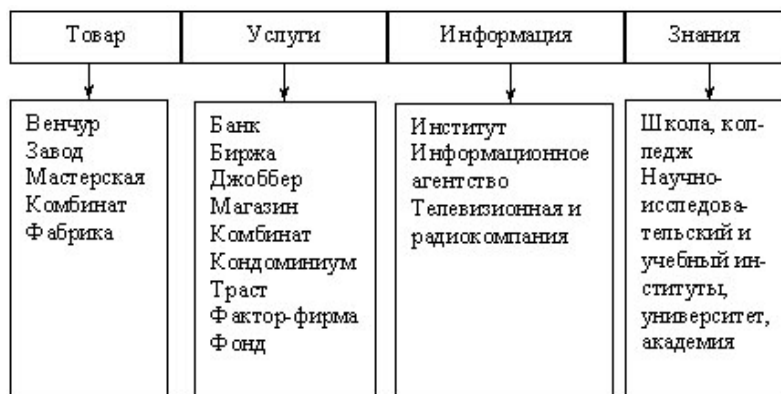 Товар
Услуги
Информация
Знания
Венчур
Завод
Мастерская
Комбинат
Фабрика
Банк
Биржа
Джоббер
Магазин
Комбинат
Кондоминиум
Траст
Фактор-фирма
Фонд
Институт
Информационное
агентство
Телевизионная и
радиокомпания
Школа, кол-
ледж
Научно-
исследова-
тельский и
учебный ин-
ституты,
университет,
академия